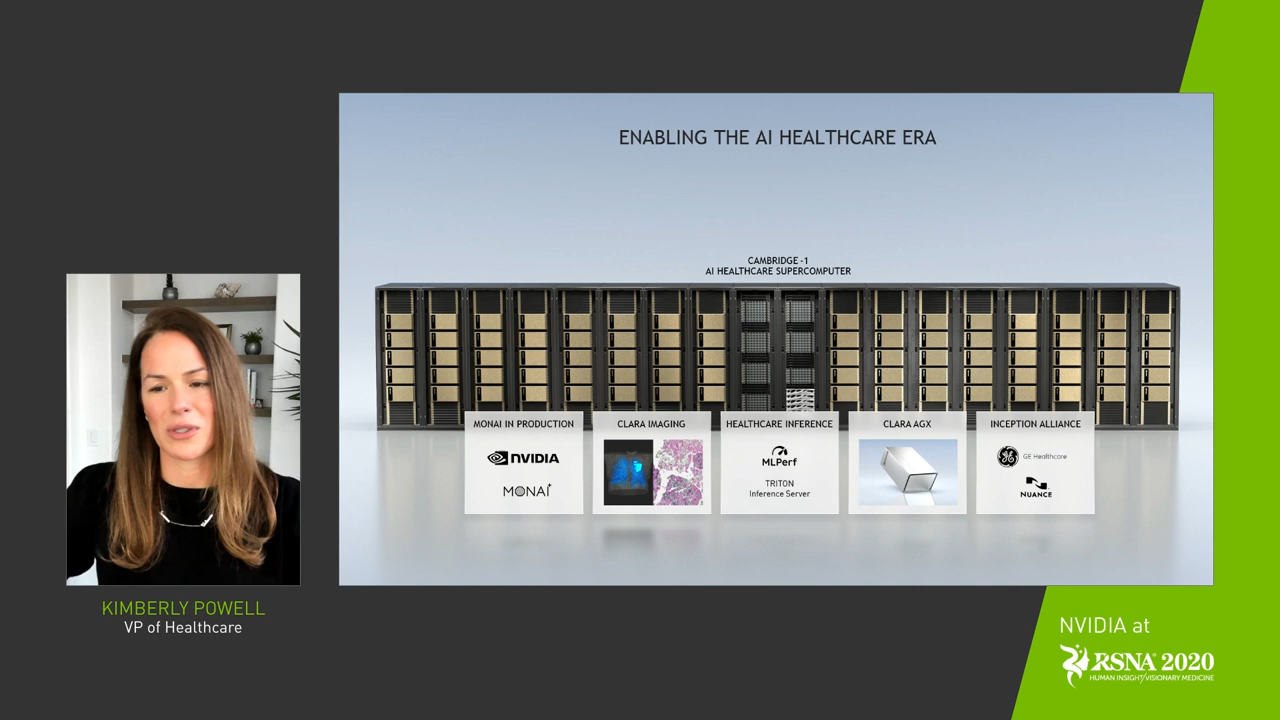 ENABLING THE AI HEALTHCARE ERA
CAMBRIDGE -1
AI HEALTHCARE SUPERCOMPUTER
MONAI IN PRODUCTION
NVIDIA
MONAI
CLARA IMAGING
HEALTHCARE INFERENCE
MLPerf
TRITON
Inference Server
CLARA AGX
INCEPTION ALLIANCE
GE Healthcare
NUANCE
KIMBERLY POWELL
VP of Healthcare
NVIDIA at
RSNA 2020
HUMAN INSIGHT/VISIONARY MEDICINE